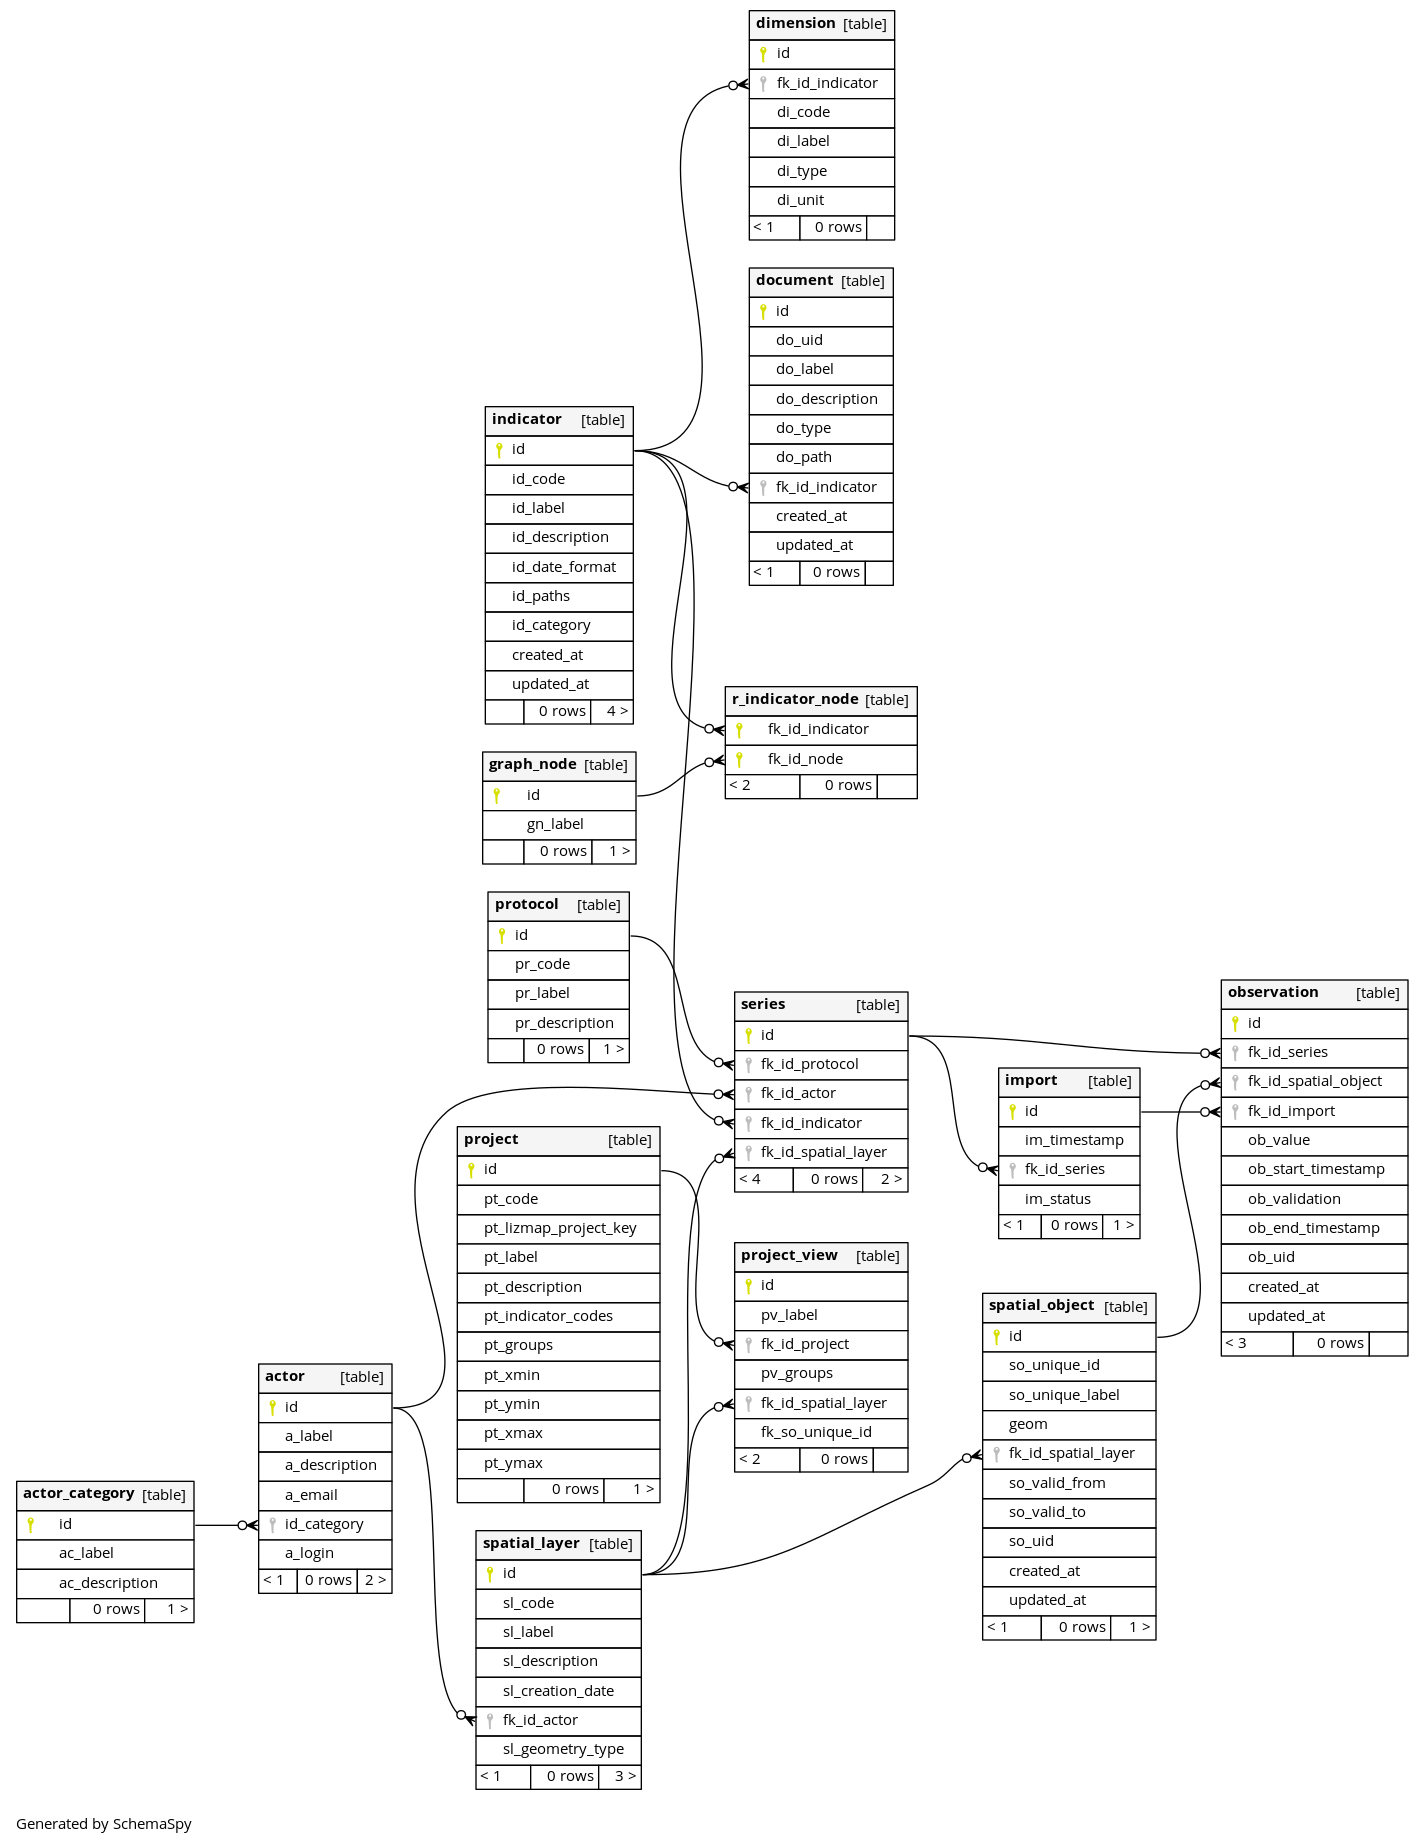 dimension [table]
id
fk_id_indicator
di_code
di_label
di_type
di_unit
< 1 0 rows
document [table]
id
do_uid
do_label
do_description
do_type
do_path
fk_id_indicator
created_at
updated_at
< 1 0 rows
indicator [table]
id
id_code
id_label
id_description
id_date_format
id_paths
id_category
created_at
updated_at
0 rows 4 >
r_indicator_node [table]
fk_id_indicator
fk_id_node
< 2 0 rows
graph_node [table]
id
gn_label
0 rows 1 >
protocol [table]
id
pr_code
pr_label
pr_description
0 rows 1 >
series [table]
id
fk_id_protocol
fk_id_actor
fk_id_indicator
fk_id_spatial_layer
< 4 0 rows 2 >
observation [table]
id
fk_id_series
fk_id_spatial_object
fk_id_import
ob_value
ob_start_timestamp
ob_validation
ob_end_timestamp
ob_uid
created_at
updated_at
< 3 0 rows
import [table]
id
im_timestamp
fk_id_series
im_status
< 1 0 rows 1 >
project [table]
id
pt_code
pt_lizmap_project_key
pt_label
pt_description
pt_indicator_codes
pt_groups
pt_xmin
pt_ymin
pt_xmax
pt_ymax
0 rows 1 >
project_view [table]
id
pv_label
fk_id_project
pv_groups
fk_id_spatial_layer
fk_so_unique_id
< 2 0 rows
spatial_object [table]
id
so_unique_id
so_unique_label
geom
fk_id_spatial_layer
so_valid_from
so_valid_to
so_uid
created_at
updated_at
< 1 0 rows 1 >
actor [table]
id
a_label
a_description
a_email
id_category
a_login
< 1 0 rows 2 >
actor_category [table]
id
ac_label
ac_description
0 rows 1 >
spatial_layer [table]
id
sl_code
sl_label
sl_description
sl_creation_date
fk_id_actor
sl_geometry_type
< 1 0 rows 3 >
Generated by SchemaSpy